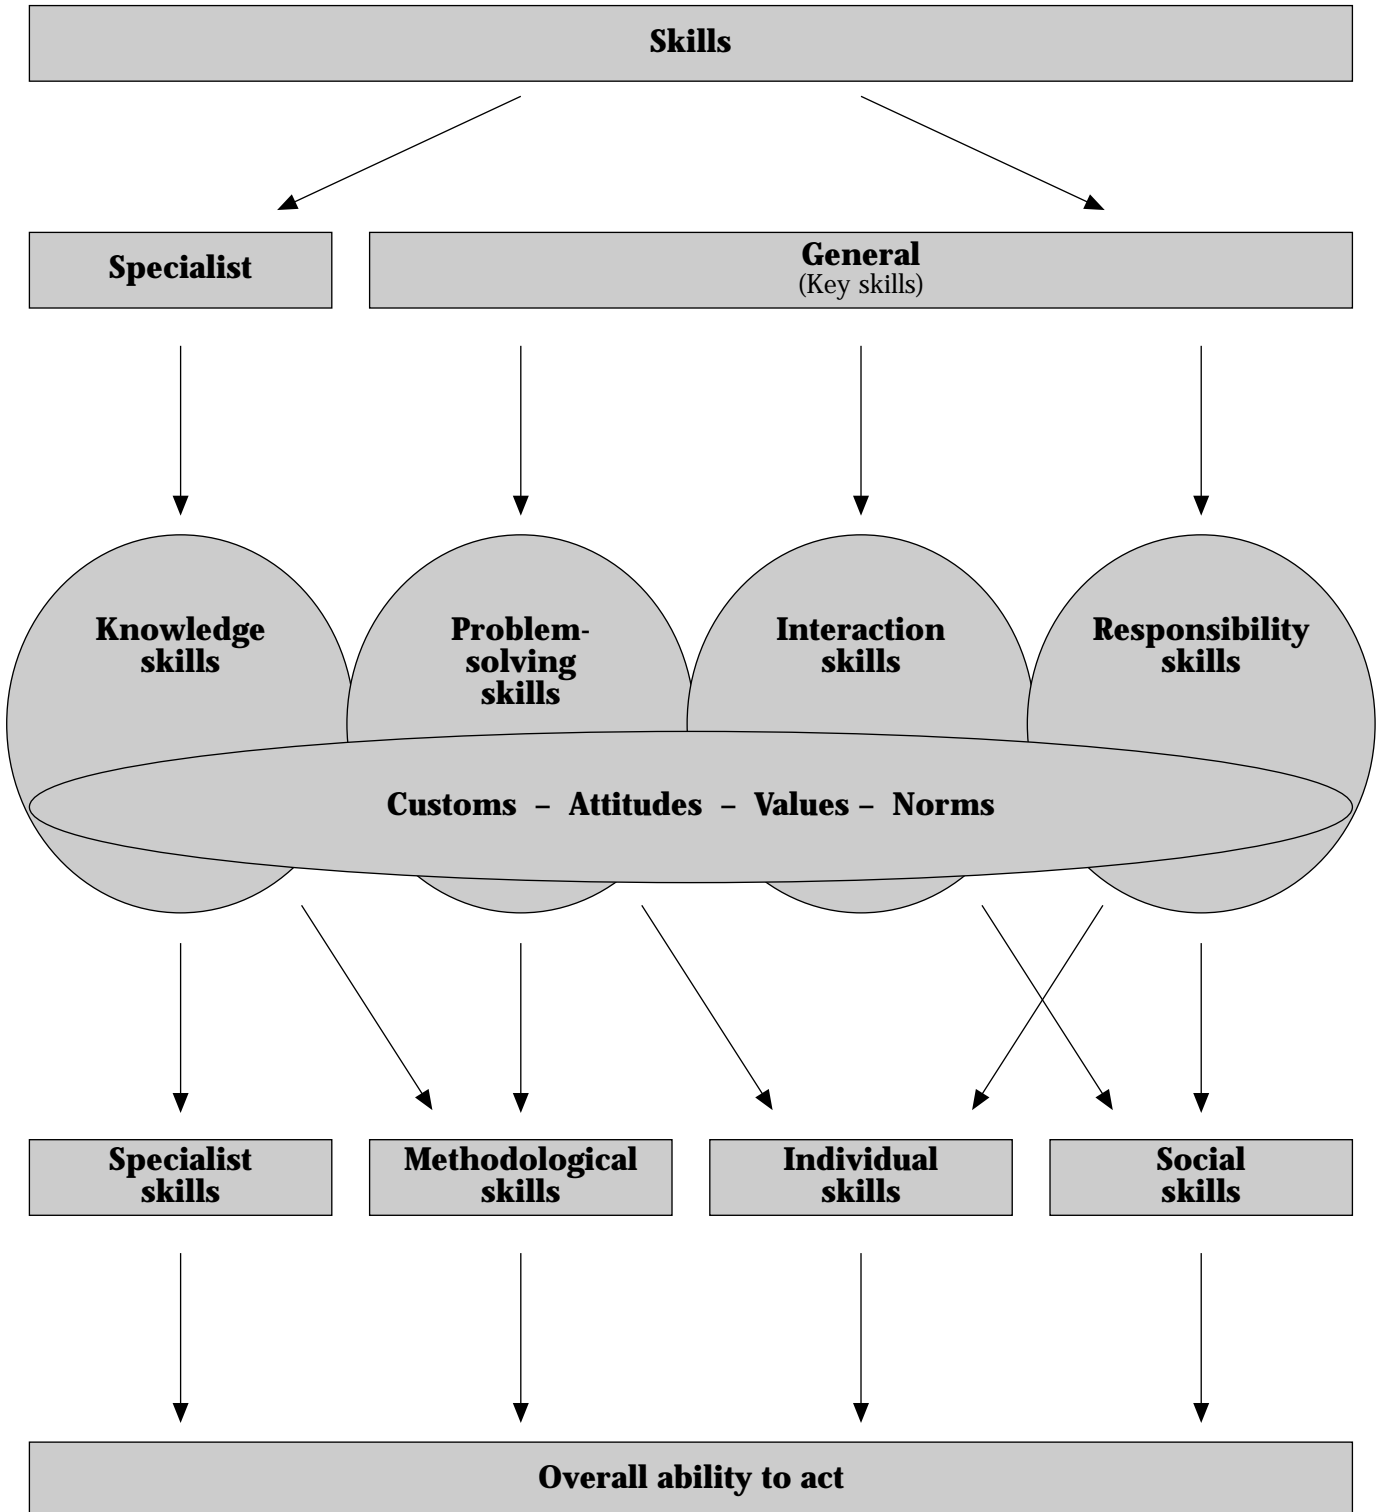 Skills
Specialist
General
(Key skills)
Knowledge
skills
Problem-
solving
skills
Interaction
skills
Responsibility
skills
Customs – Attitudes – Values – Norms
Specialist
skills
Methodological
skills
Individual
skills
Social
skills
Overall ability to act